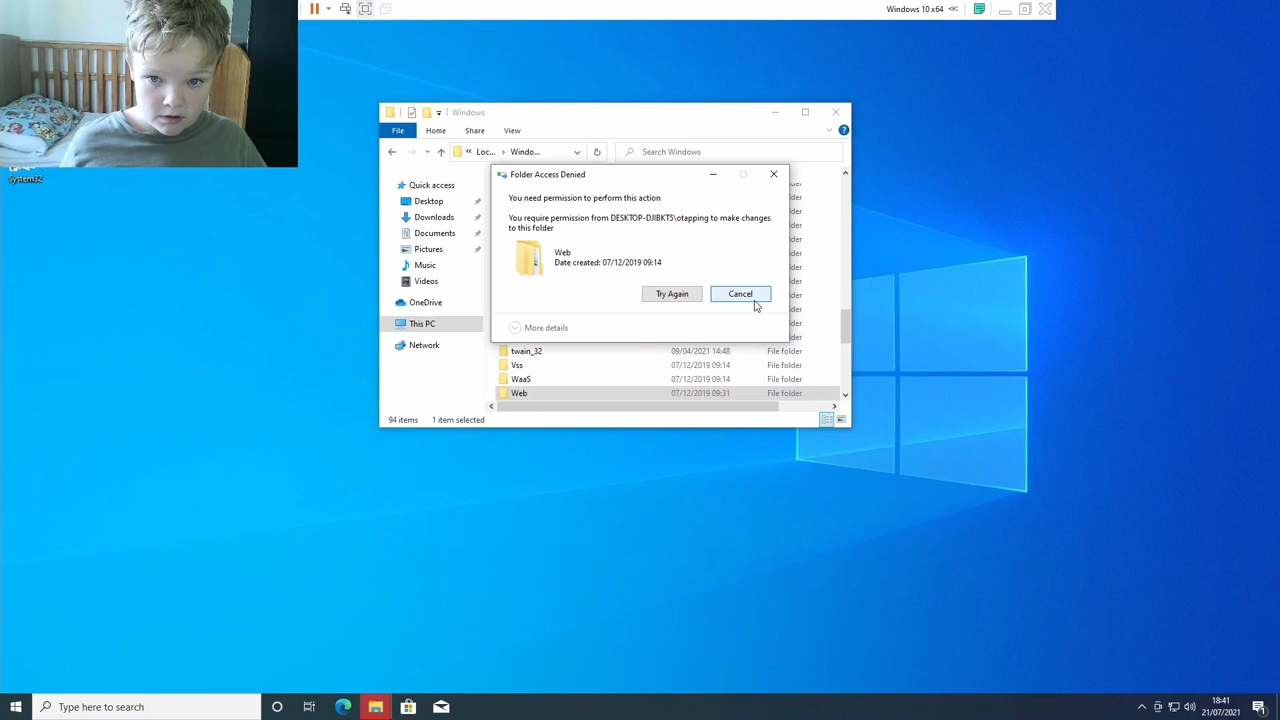 Windows 10 x64
System32
Windows
File Home Share View
Loc... Windo... Search Windows
Folder Access Denied
You need permission to perform this action
You require permission from DESKTOP-DJIBKT5\otapping to make changes
to this folder
Web
Date created: 07/12/2019 09:14
Try Again Cancel
More details
Quick access
Desktop
Downloads
Documents
Pictures
Music
Videos
OneDrive
This PC
Network
twain_32 09/04/2021 14:48 File folder
Vss 07/12/2019 09:14 File folder
WaaS 07/12/2019 09:14 File folder
Web 07/12/2019 09:31 File folder
94 items 1 item selected
Type here to search
18:41
21/07/2021
1